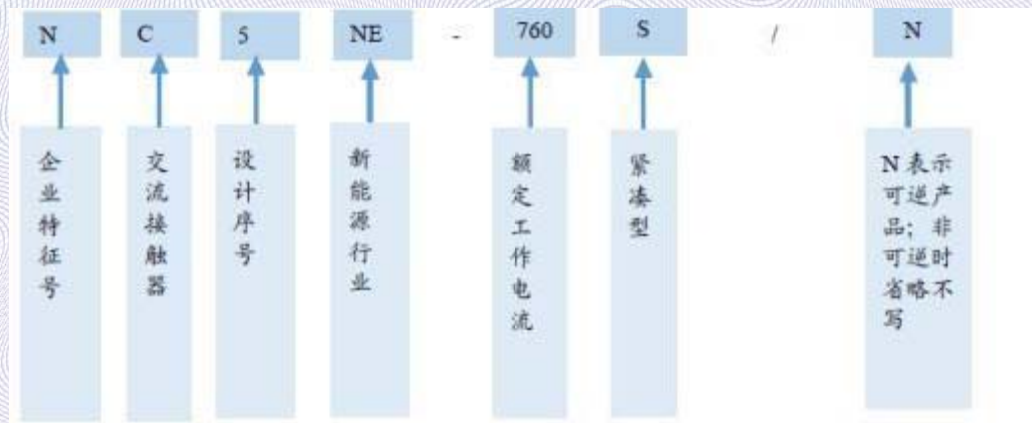 N C 5 NE - 760 S / N
企业特征号
交流接触器
设计序号
新能源行业
额定工作电流
紧凑型
N 表示
可逆产
品；非
可逆时
省略不
写